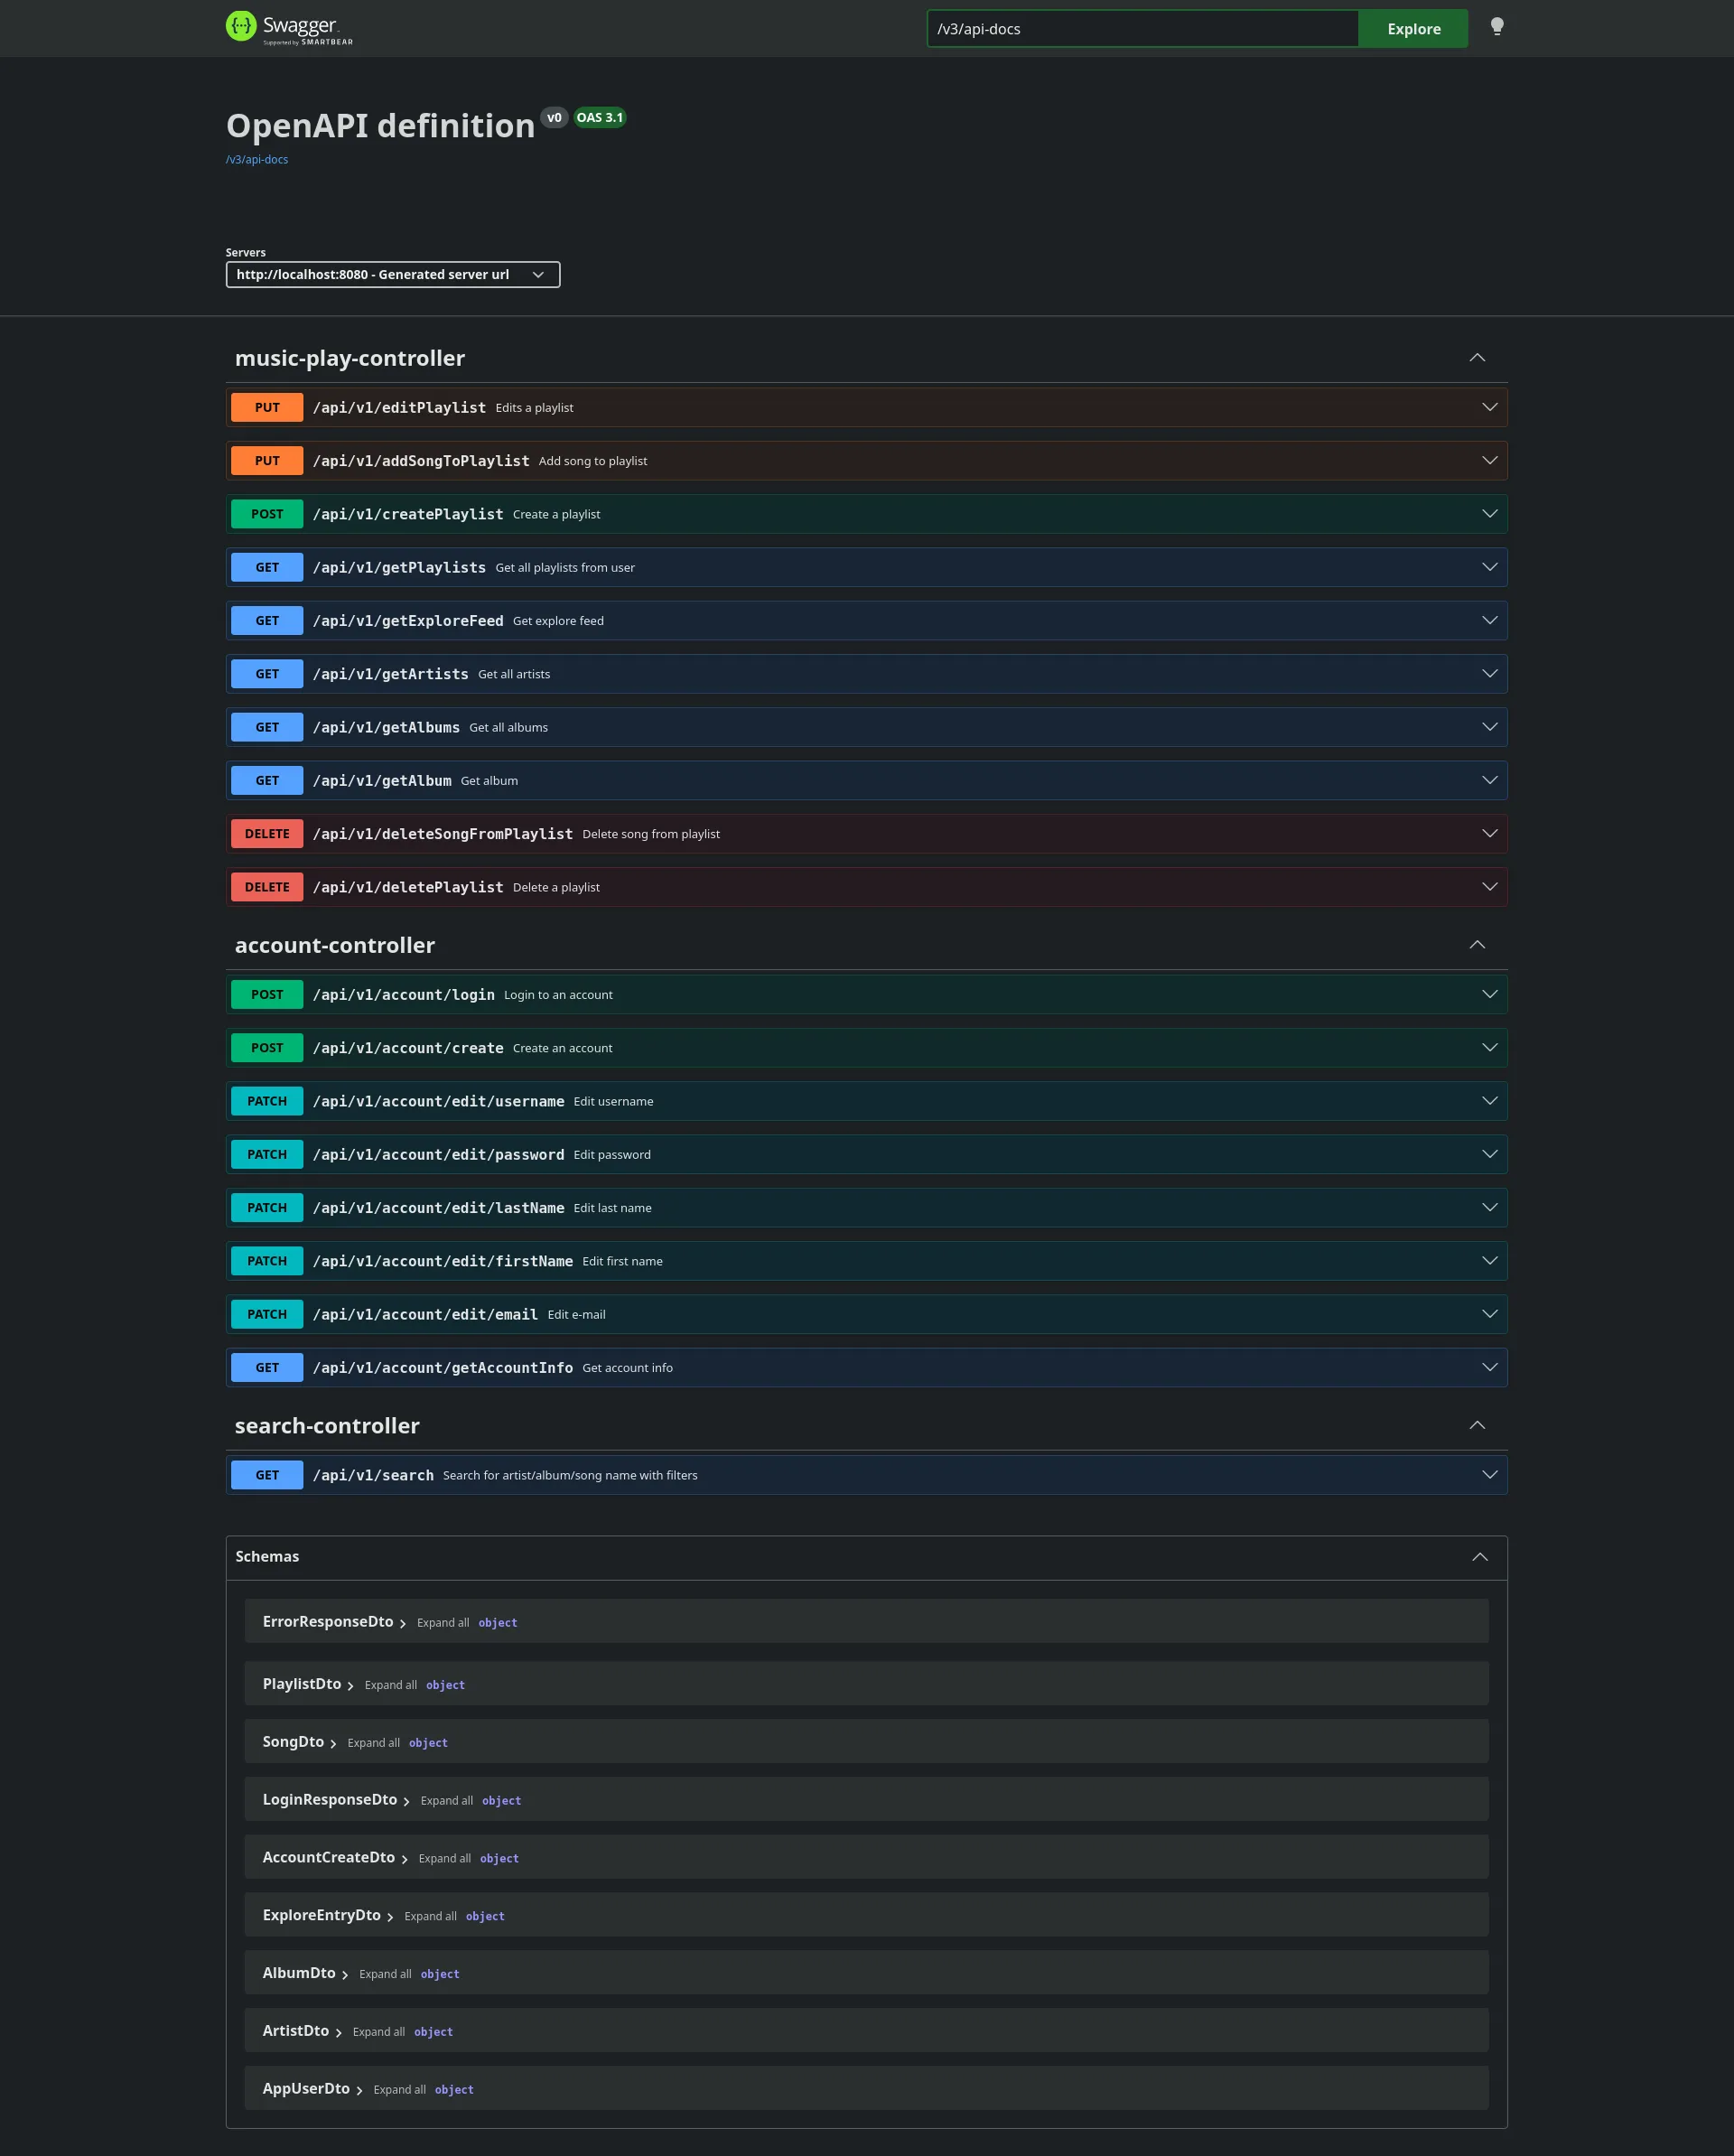 Swagger.
Supported by SMARTBEAR
/v3/api-docs
Explore
OpenAPI definition v0 OAS 3.1
/v3/api-docs
Servers
http://localhost:8080 - Generated server url
music-play-controller
PUT /api/v1/editPlaylist Edits a playlist
PUT /api/v1/addSongToPlaylist Add song to playlist
POST /api/v1/createPlaylist Create a playlist
GET /api/v1/getPlaylists Get all playlists from user
GET /api/v1/getExploreFeed Get explore feed
GET /api/v1/getArtists Get all artists
GET /api/v1/getAlbums Get all albums
GET /api/v1/getAlbum Get album
DELETE /api/v1/deleteSongFromPlaylist Delete song from playlist
DELETE /api/v1/deletePlaylist Delete a playlist
account-controller
POST /api/v1/account/login Login to an account
POST /api/v1/account/create Create an account
PATCH /api/v1/account/edit/username Edit username
PATCH /api/v1/account/edit/password Edit password
PATCH /api/v1/account/edit/lastName Edit last name
PATCH /api/v1/account/edit/firstName Edit first name
PATCH /api/v1/account/edit/email Edit e-mail
GET /api/v1/account/getAccountInfo Get account info
search-controller
GET /api/v1/search Search for artist/album/song name with filters
Schemas
ErrorResponseDto Expand all object
PlaylistDto Expand all object
SongDto Expand all object
LoginResponseDto Expand all object
AccountCreateDto Expand all object
ExploreEntryDto Expand all object
AlbumDto Expand all object
ArtistDto Expand all object
AppUserDto Expand all object